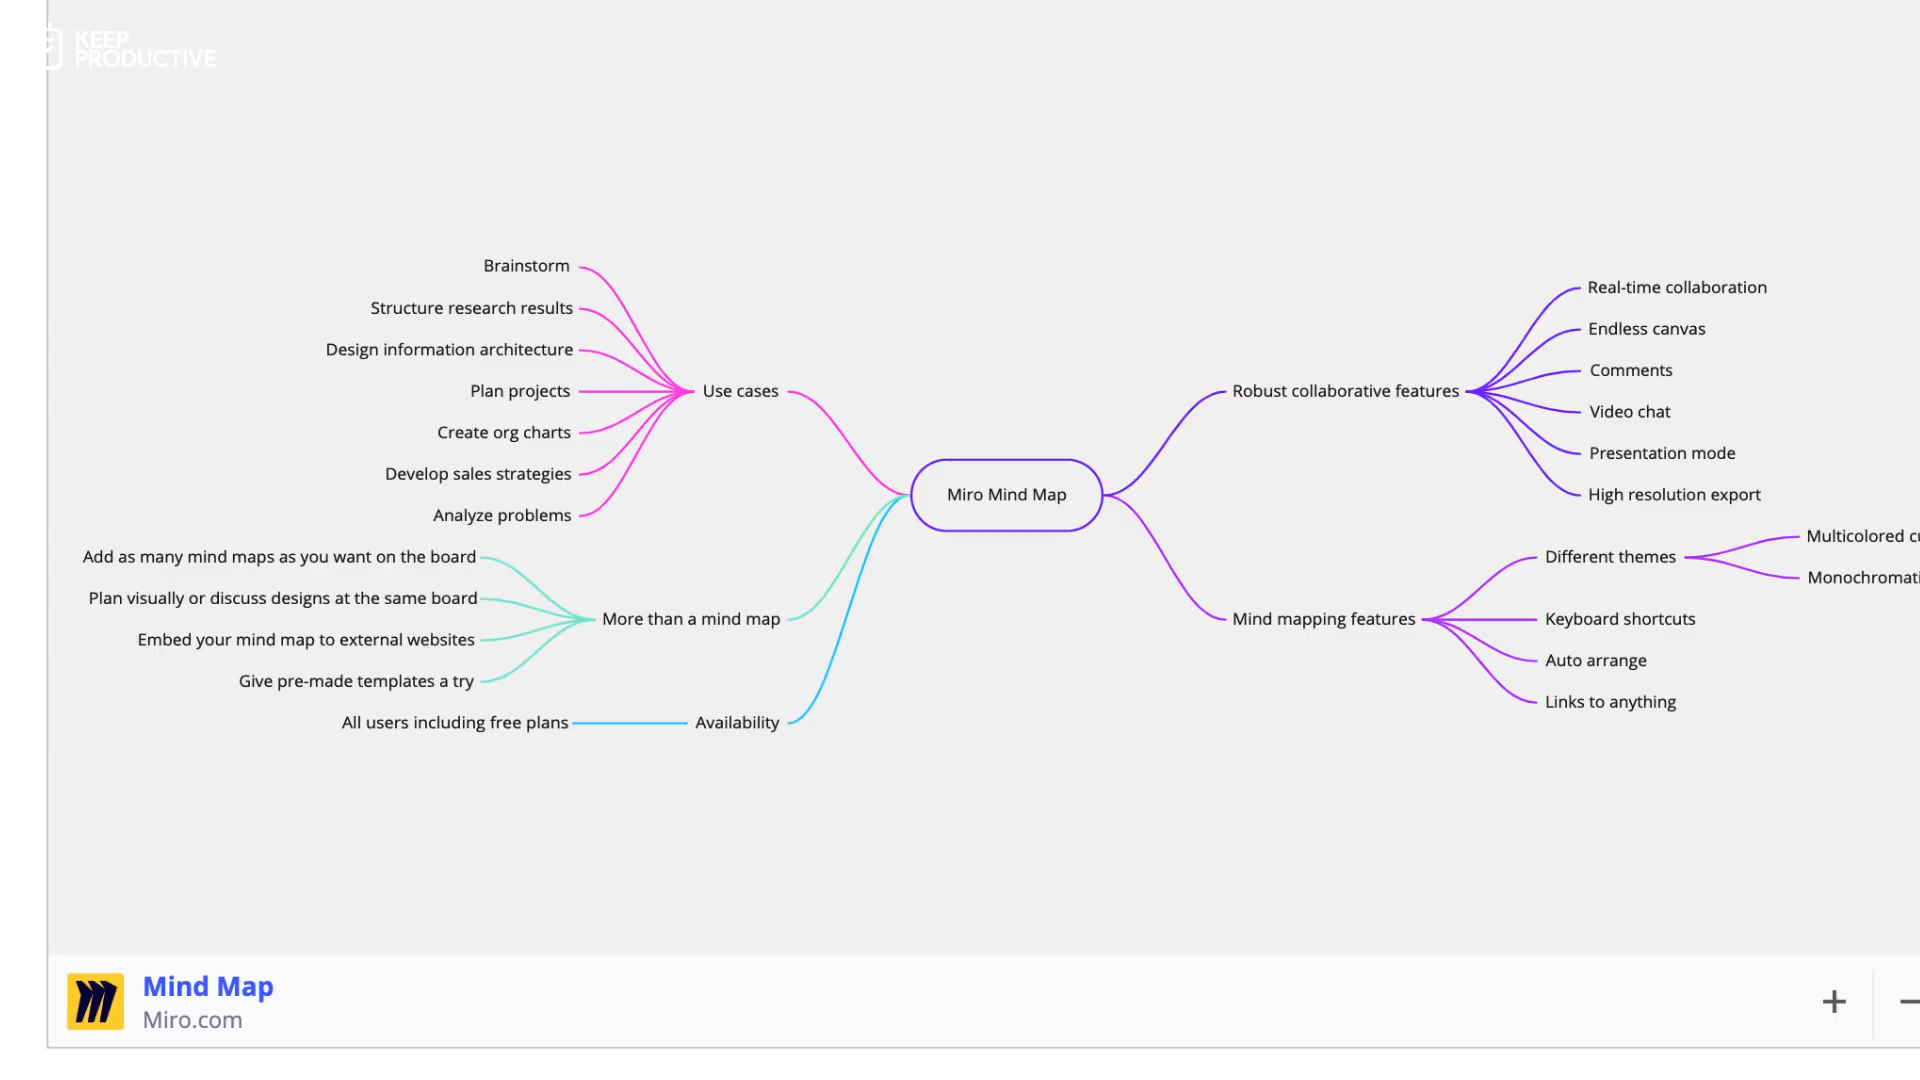 KEEP
PRODUCTIVE
Brainstorm
Structure research results
Design information architecture
Plan projects
Create org charts
Develop sales strategies
Analyze problems
Use cases
Add as many mind maps as you want on the board
Plan visually or discuss designs at the same board
Embed your mind map to external websites
Give pre-made templates a try
More than a mind map
All users including free plans
Availability
Miro Mind Map
Robust collaborative features
Real-time collaboration
Endless canvas
Comments
Video chat
Presentation mode
High resolution export
Mind mapping features
Different themes
Multicolored
Keyboard shortcuts
Auto arrange
Links to anything
Mind Map
Miro.com